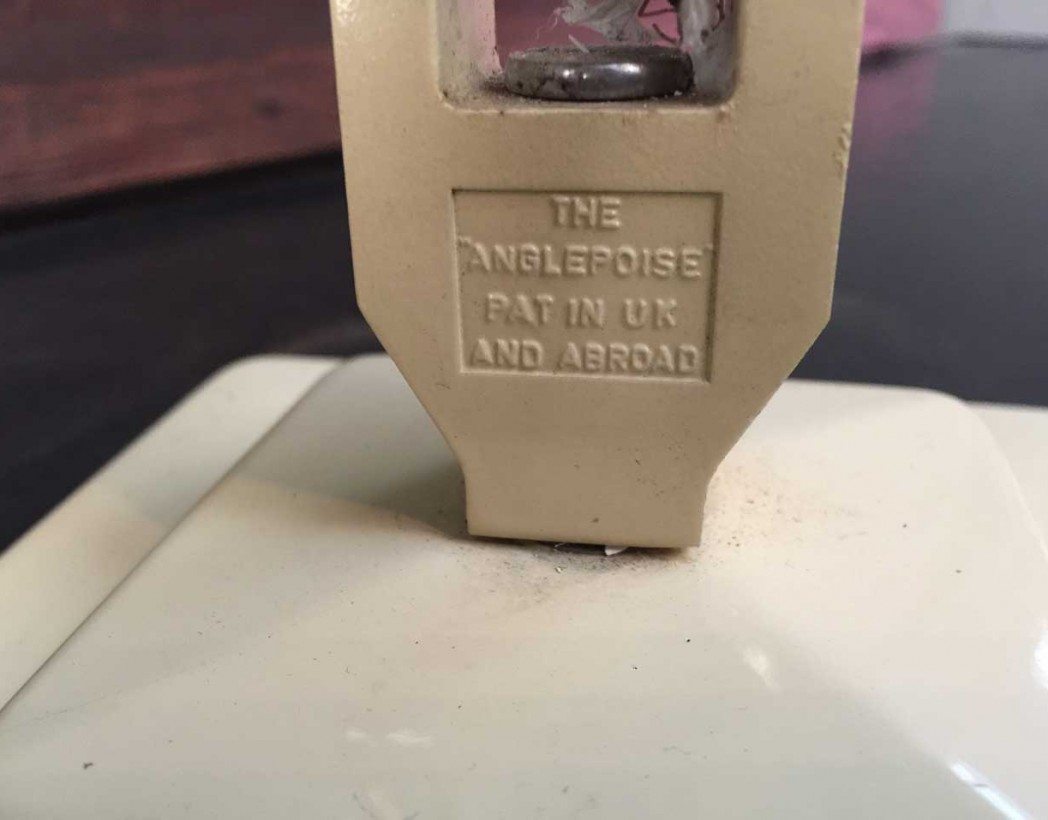 THE
"ANGLEPOISE"
PAT IN UK
AND ABROAD